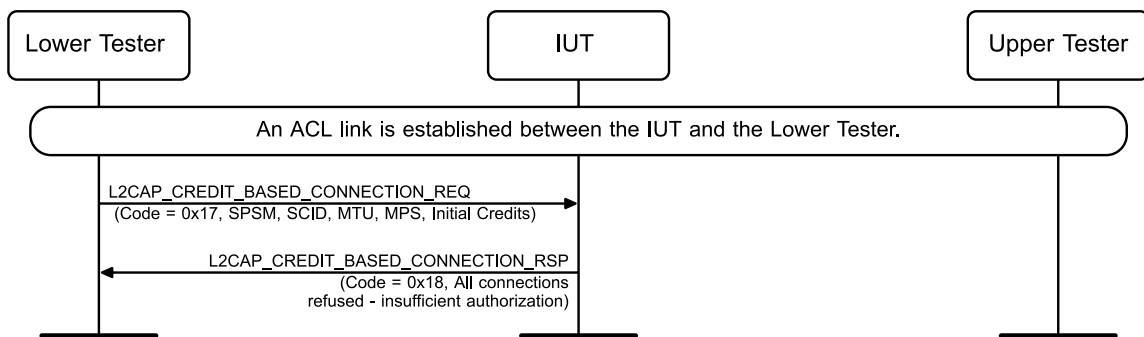 Lower Tester
IUT
Upper Tester
An ACL link is established between the IUT and the Lower Tester.
L2CAP_CREDIT_BASED_CONNECTION_REQ
(Code = 0x17, SPSM, SCID, MTU, MPS, Initial Credits)
L2CAP_CREDIT_BASED_CONNECTION_RSP
(Code = 0x18, All connections
refused - insufficient authorization)